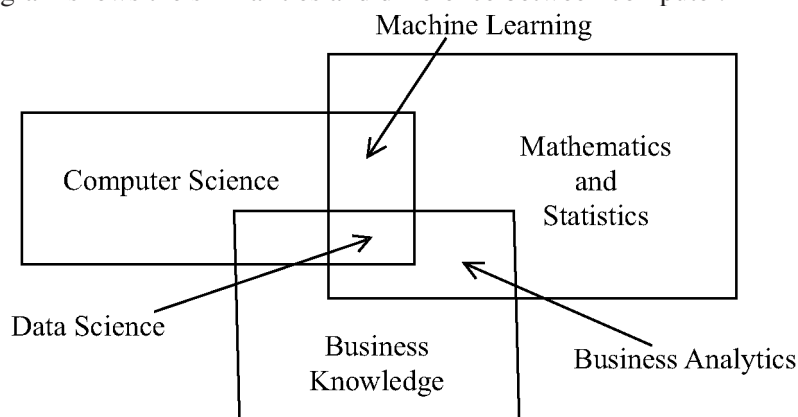 Machine Learning
Computer Science
Mathematics
and
Statistics
Data Science
Business
Knowledge
Business Analytics